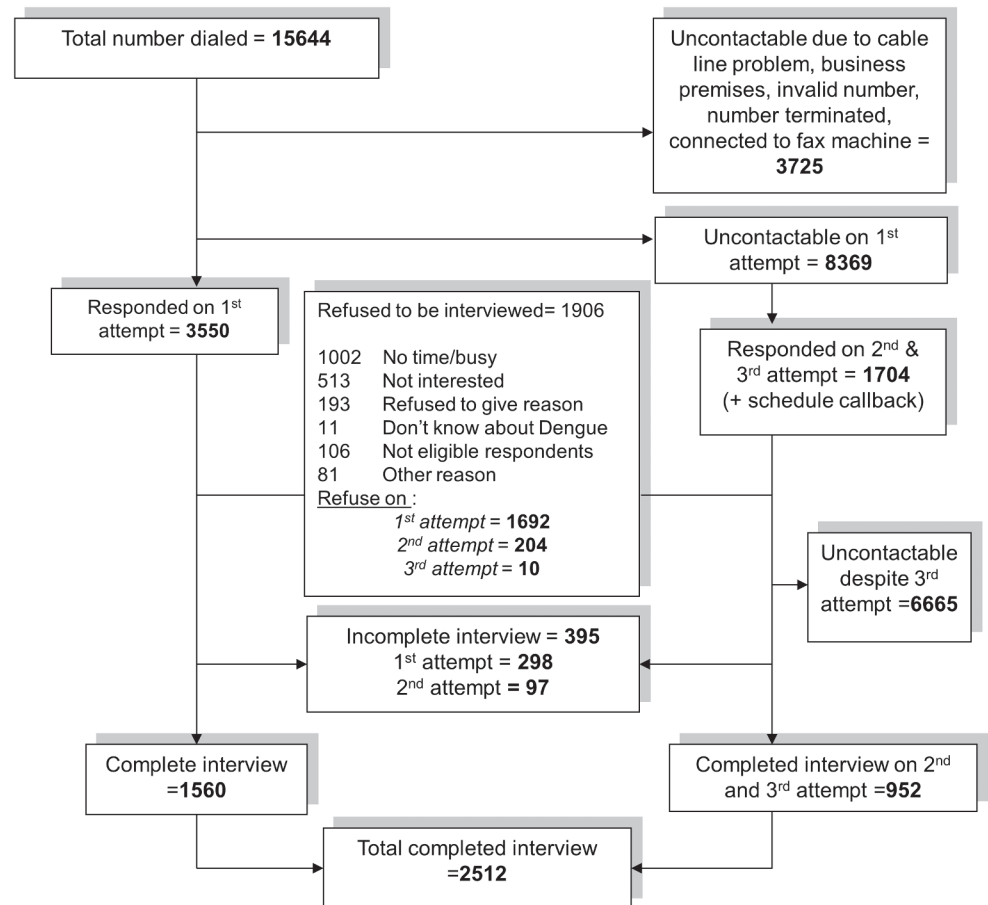 Total number dialed = 15644
Uncontactable due to cable
line problem, business
premises, invalid number,
number terminated,
connected to fax machine =
3725
Uncontactable on 1st
attempt = 8369
Responded on 1st
attempt = 3550
Refused to be interviewed= 1906
1002 No time/busy
513 Not interested
193 Refused to give reason
11 Don't know about Dengue
106 Not eligible respondents
81 Other reason
Refuse on :
1st attempt = 1692
2nd attempt = 204
3rd attempt = 10
Responded on 2nd &
3rd attempt = 1704
(+ schedule callback)
Uncontactable
despite 3rd
attempt =6665
Incomplete interview = 395
1st attempt = 298
2nd attempt = 97
Complete interview
=1560
Completed interview on 2nd
and 3rd attempt =952
Total completed interview
=2512